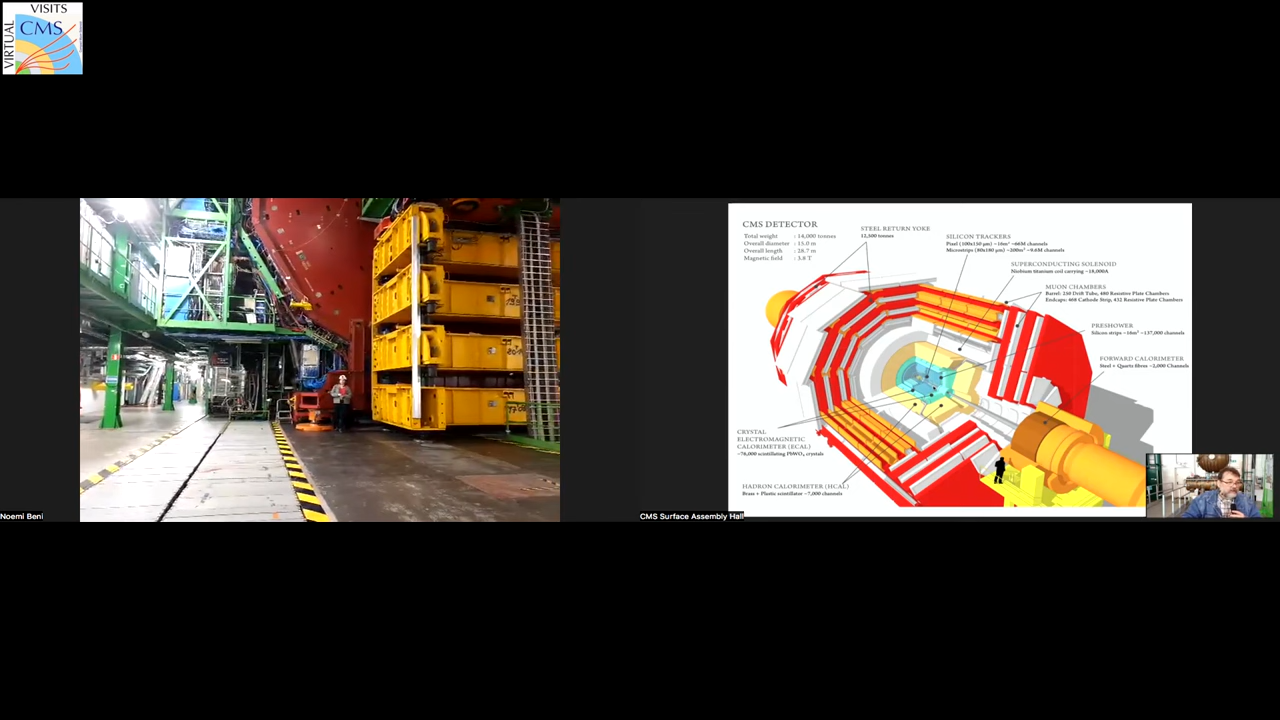 VISITS
CMS
VIRTUAL
Noemi Beni
CMS DETECTOR
Total weight : 14,000 tonnes
Overall diameter : 15.0 m
Overall length : 28.7 m
Magnetic field : 3.8 T
STEEL RETURN YOKE
12,500 tonnes
SILICON TRACKERS
Pixel (100x150 μm) ~16m² ~66M channels
Microstrips (80x180 μm) ~200m² ~9.6M channels
SUPERCONDUCTING SOLENOID
Niobium titanium coil carrying ~18,000A
MUON CHAMBERS
Barrel: 250 Drift Tube, 480 Resistive Plate Chambers
Endcaps: 468 Cathode Strip, 432 Resistive Plate Chambers
PRESHOWER
Silicon strips ~16m² ~137,000 channels
FORWARD CALORIMETER
Steel + Quartz fibres ~2,000 Channels
CRYSTAL
ELECTROMAGNETIC
CALORIMETER (ECAL)
~76,000 scintillating PbWO₄ crystals
HADRON CALORIMETER (HCAL)
Brass + Plastic scintillator ~7,000 channels
CMS Surface Assembly Hall